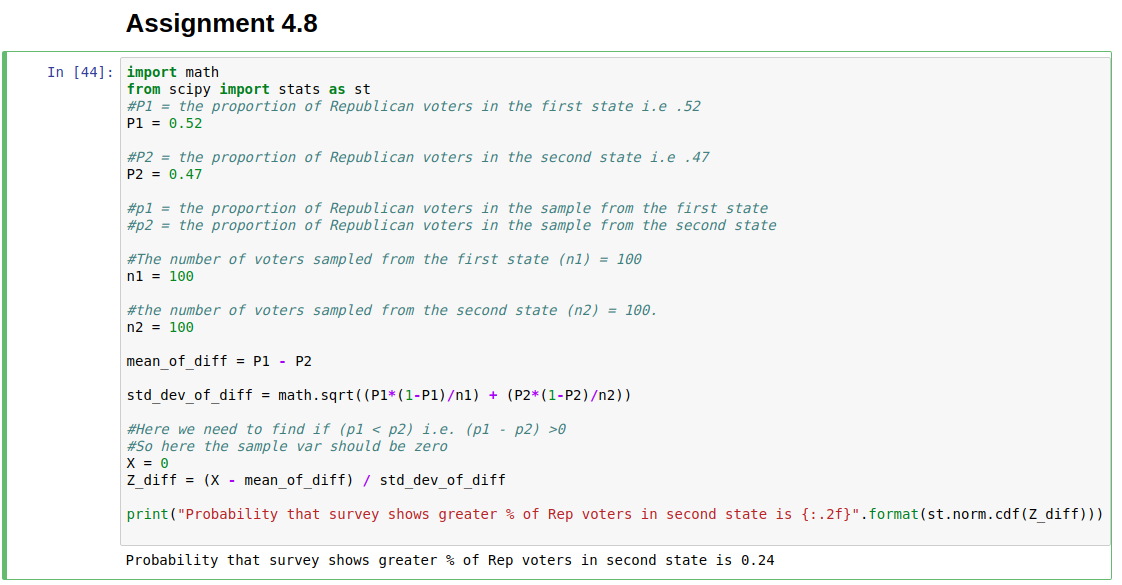 Assignment 4.8
In [44]:
import math
from scipy import stats as st
#P1 = the proportion of Republican voters in the first state i.e .52
P1 = 0.52
#P2 = the proportion of Republican voters in the second state i.e .47
P2 = 0.47
#p1 = the proportion of Republican voters in the sample from the first state
#p2 = the proportion of Republican voters in the sample from the second state
#The number of voters sampled from the first state (n1) = 100
n1 = 100
#the number of voters sampled from the second state (n2) = 100.
n2 = 100
mean_of_diff = P1 - P2
std_dev_of_diff = math.sqrt((P1*(1-P1)/n1) + (P2*(1-P2)/n2))
#Here we need to find if (p1 < p2) i.e. (p1 - p2) >0
#So here the sample var should be zero
X = 0
Z_diff = (X - mean_of_diff) / std_dev_of_diff
print("Probability that survey shows greater % of Rep voters in second state is {:.2f}".format(st.norm.cdf(Z_diff)))
Probability that survey shows greater % of Rep voters in second state is 0.24